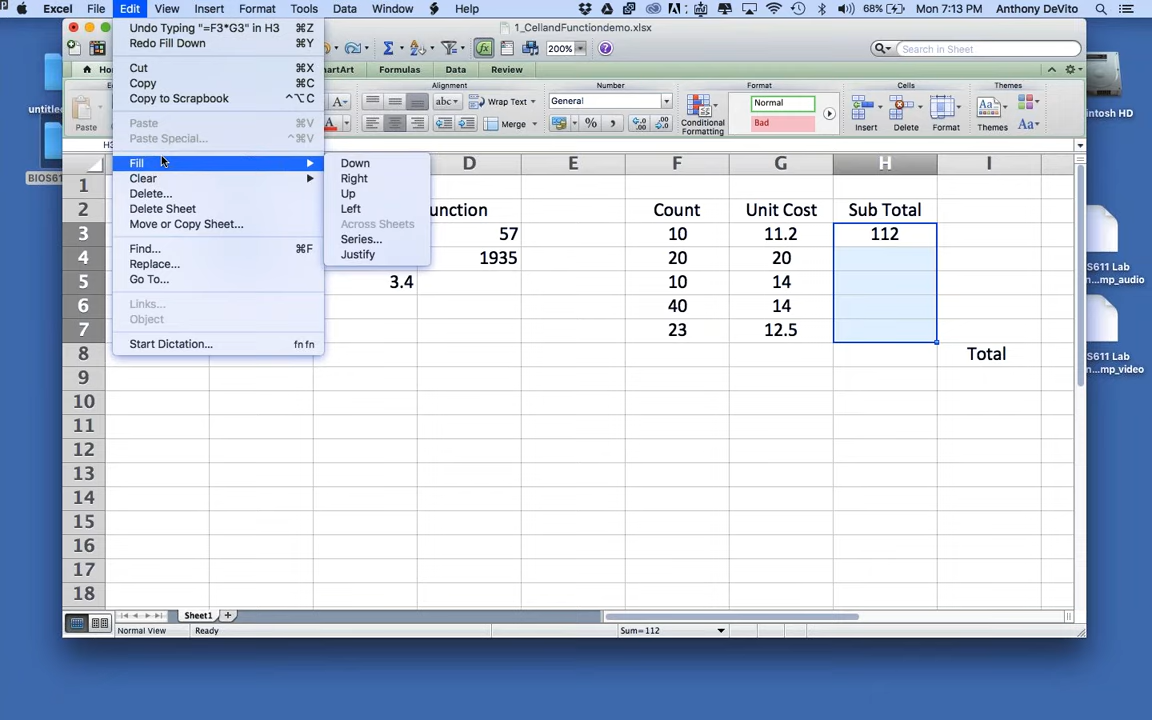 Excel File Edit View Insert Format Tools Data Window Help
68% Mon 7:13 PM Anthony DeVito
1_CellandFunctiondemo.xlsx
200%
Search in Sheet
Formulas Data Review
Alignment Number Format Cells Themes
abc Wrap Text General
Normal
Bad
Paste
Merge
Conditional
Formatting
Insert Delete Format Themes Aa
Undo Typing "=F3*G3" in H3 ⌘Z
Redo Fill Down ⌘Y
Cut ⌘X
Copy ⌘C
Copy to Scrapbook ^⌥C
Paste ⌘V
Paste Special... ^⌘V
Fill
Clear
Delete...
Delete Sheet
Move or Copy Sheet...
Find... ⌘F
Replace...
Go To...
Links...
Object
Start Dictation... fn fn
Down
Right
Up
Left
Across Sheets
Series...
Justify
D E F G H I
1
2 unction Count Unit Cost Sub Total
3 57 10 11.2 112
4 1935 20 20
5 3.4 10 14
6 40 14
7 23 12.5
8 Total
9
10
11
12
13
14
15
16
17
18
Sheet1
Normal View Ready Sum=112
untitle
BIOS61
intosh HD
S611 Lab
n...mp_audio
S611 Lab
n...mp_video